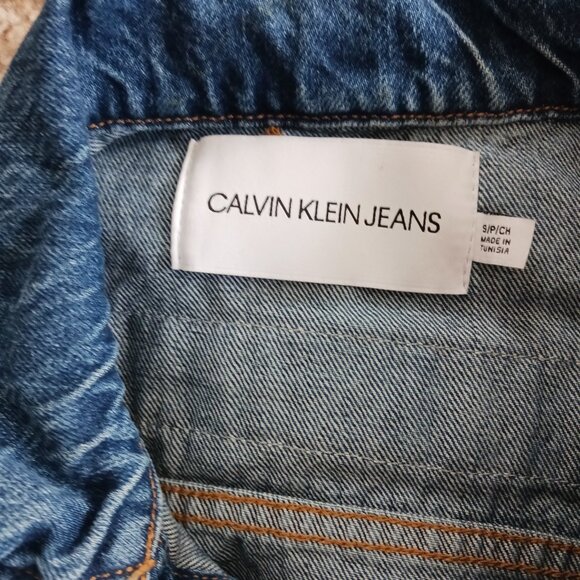 CALVIN KLEIN JEANS
S/P/CH
MADE IN
TUNISIA